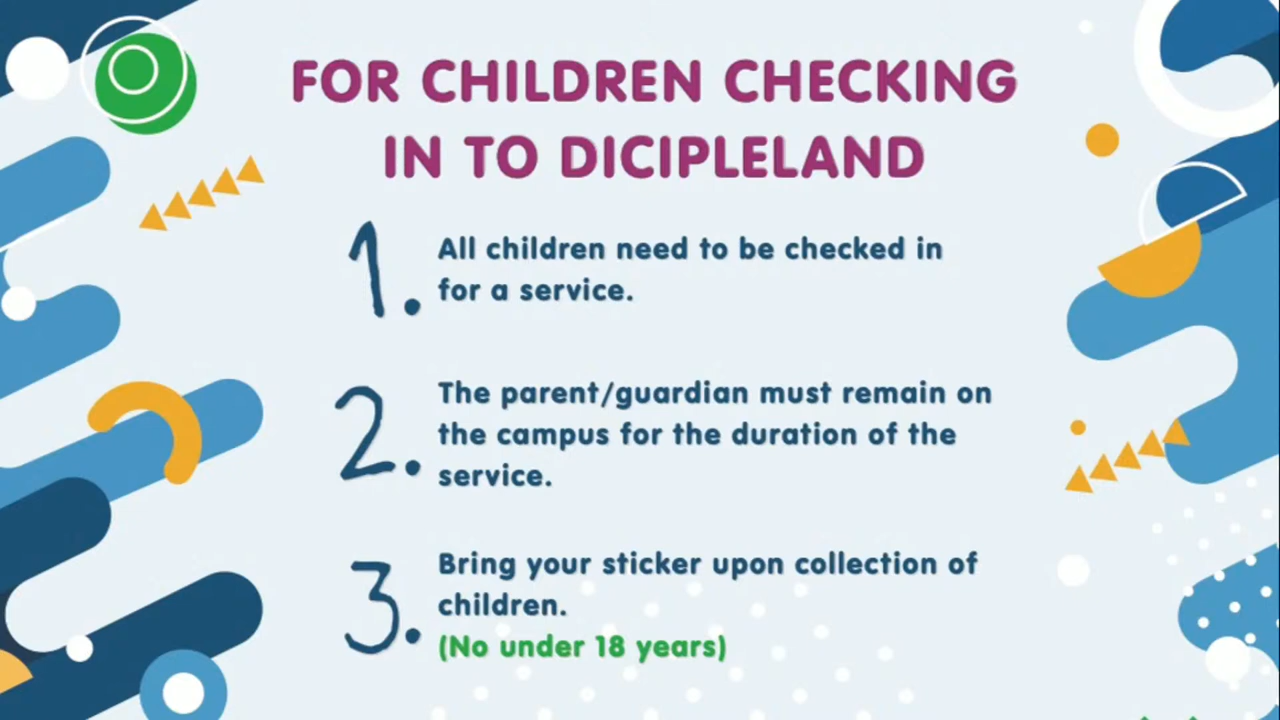 FOR CHILDREN CHECKING
IN TO DICIPLELAND
1. All children need to be checked in
for a service.
2. The parent/guardian must remain on
the campus for the duration of the
service.
3. Bring your sticker upon collection of
children.
(No under 18 years)